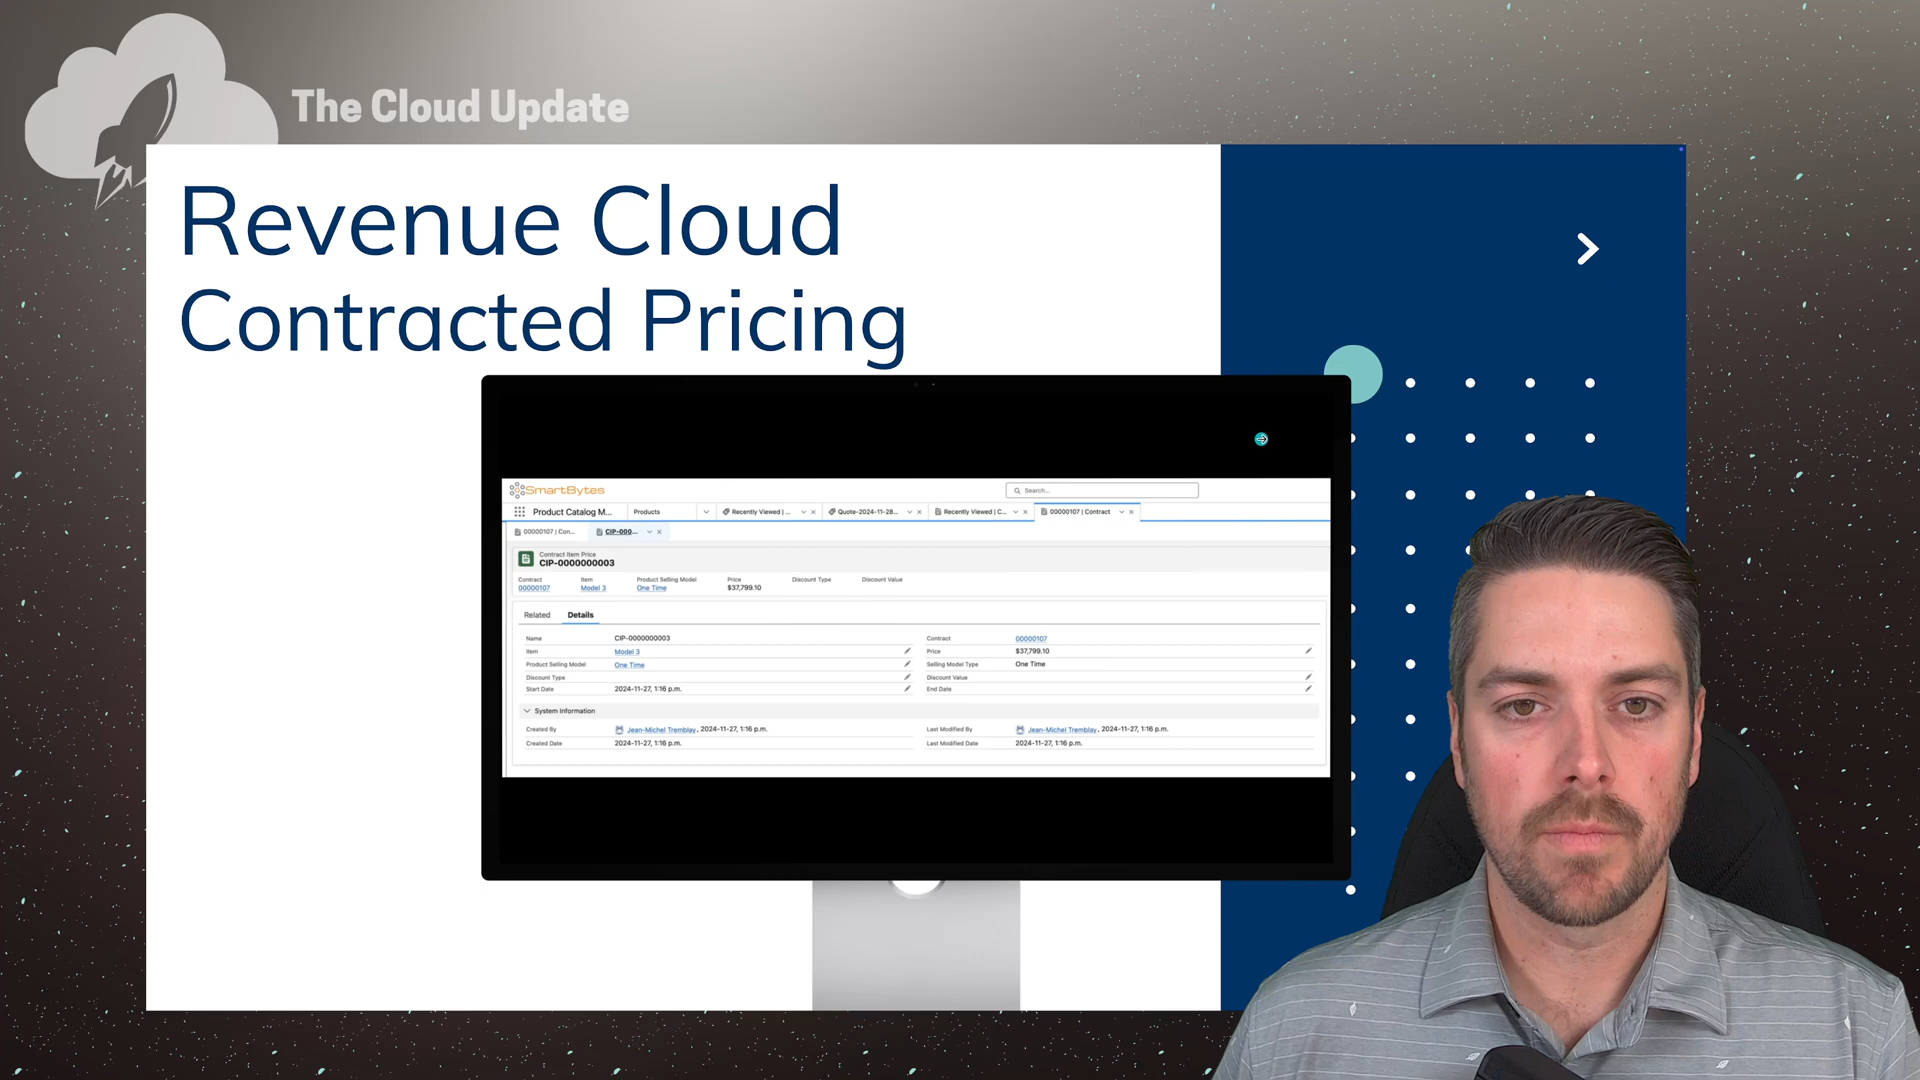 The Cloud Update
Revenue Cloud
Contracted Pricing
SmartBytes
Search...
Product Catalog M...
Products
Recently Viewed | ...
Quote-2024-11-28...
Recently Viewed | C...
00000107 | Contract
00000107 | Con...
CIP-000...
Contract Item Price
CIP-0000000003
Contract
Item
Product Selling Model
Price
Discount Type
Discount Value
00000107
Model 3
One Time
$37,799.10
Related
Details
Name
CIP-0000000003
Contract
00000107
Item
Model 3
Price
$37,799.10
Product Selling Model
One Time
Selling Model Type
One Time
Discount Type
Discount Value
Start Date
2024-11-27, 1:16 p.m.
End Date
System Information
Created By
Jean-Michel Tremblay, 2024-11-27, 1:16 p.m.
Last Modified By
Jean-Michel Tremblay, 2024-11-27, 1:16 p.m.
Created Date
2024-11-27, 1:16 p.m.
Last Modified Date
2024-11-27, 1:16 p.m.